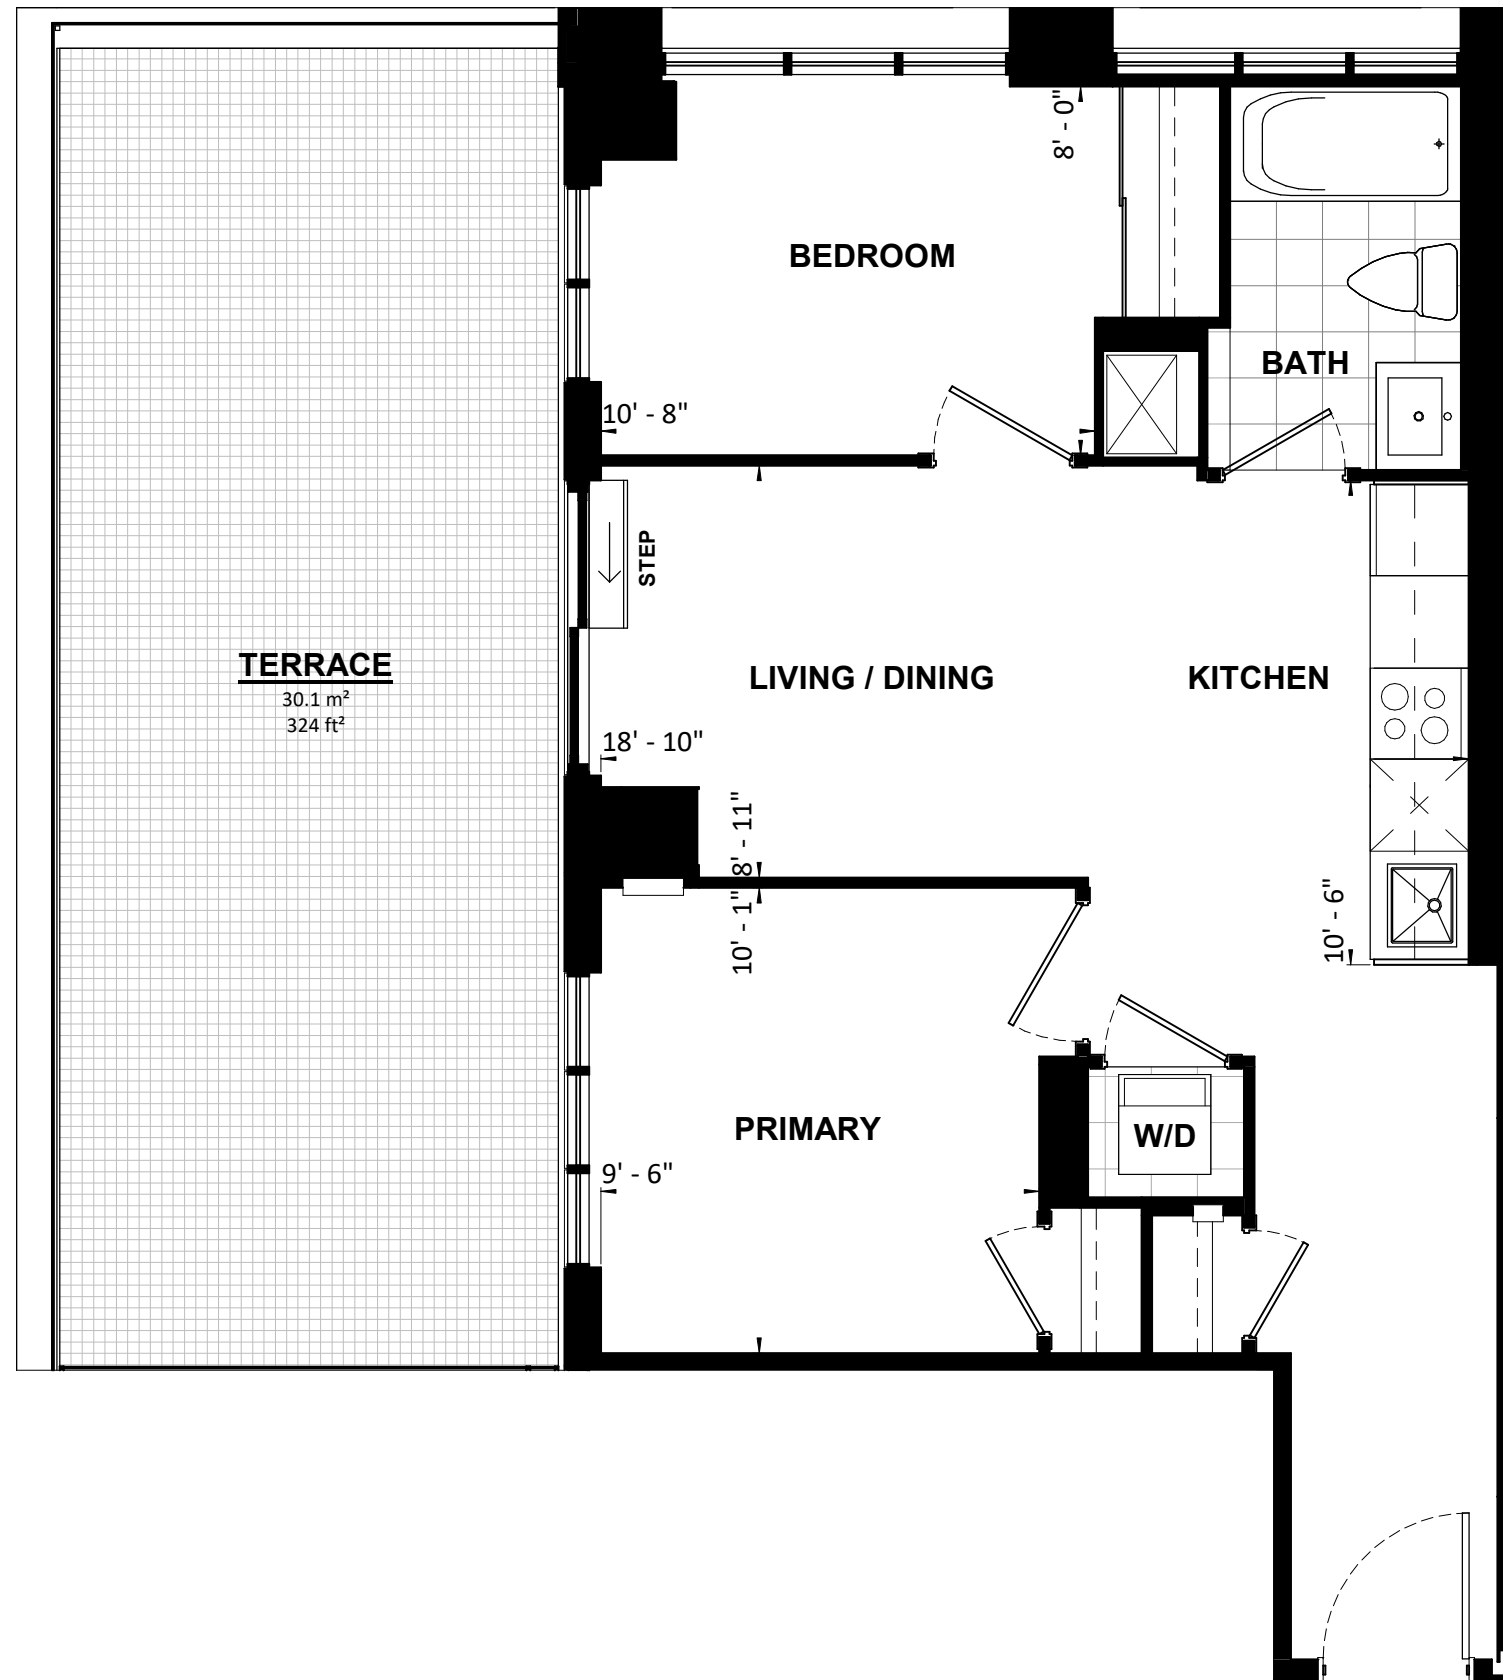 8' - 0"
BEDROOM
BATH
10' - 8"
STEP
TERRACE
30.1 m²
324 ft²
LIVING / DINING
KITCHEN
18' - 10"
8' - 11"
10' - 1"
10' - 6"
PRIMARY
W/D
9' - 6"